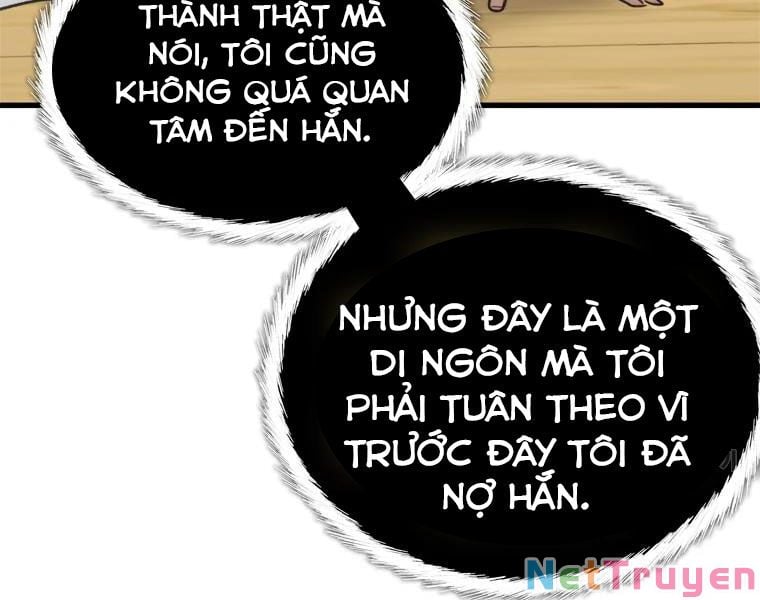 THÀNH THẬT MÀ
NÓI, TÔI CŨNG
KHÔNG QUÁ QUAN
TÂM ĐẾN HẮN.
NHƯNG ĐÂY LÀ MỘT
DI NGÔN MÀ TÔI
PHẢI TUÂN THEO VÌ
TRƯỚC ĐÂY TÔI ĐÃ
NỢ HẮN.
NetTruyen